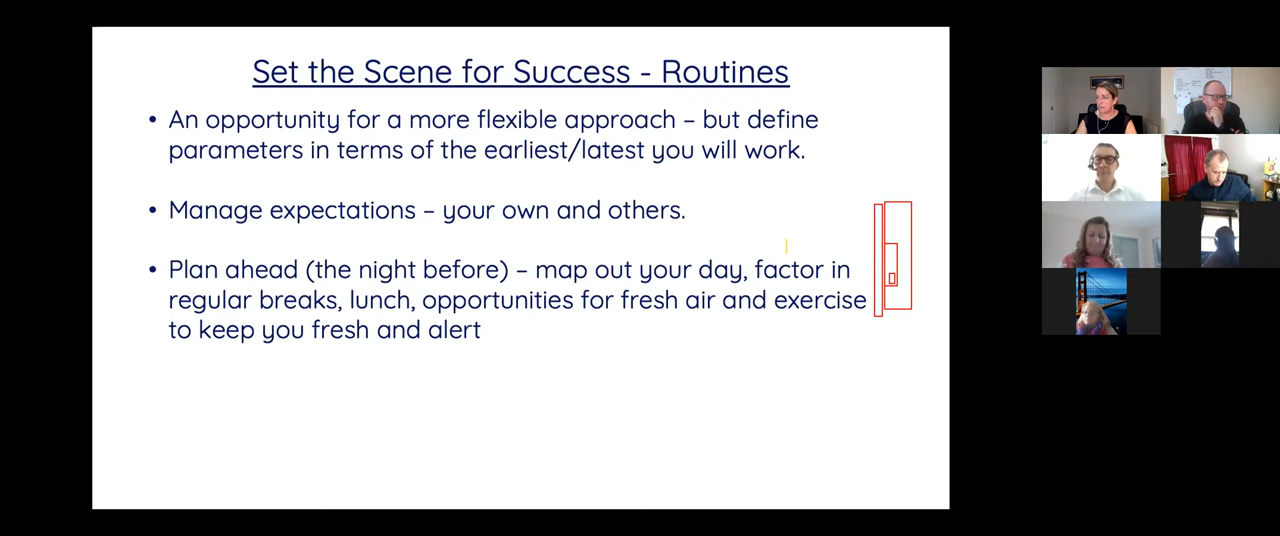 Set the Scene for Success - Routines
• An opportunity for a more flexible approach – but define
parameters in terms of the earliest/latest you will work.
• Manage expectations – your own and others.
• Plan ahead (the night before) – map out your day, factor in
regular breaks, lunch, opportunities for fresh air and exercise
to keep you fresh and alert